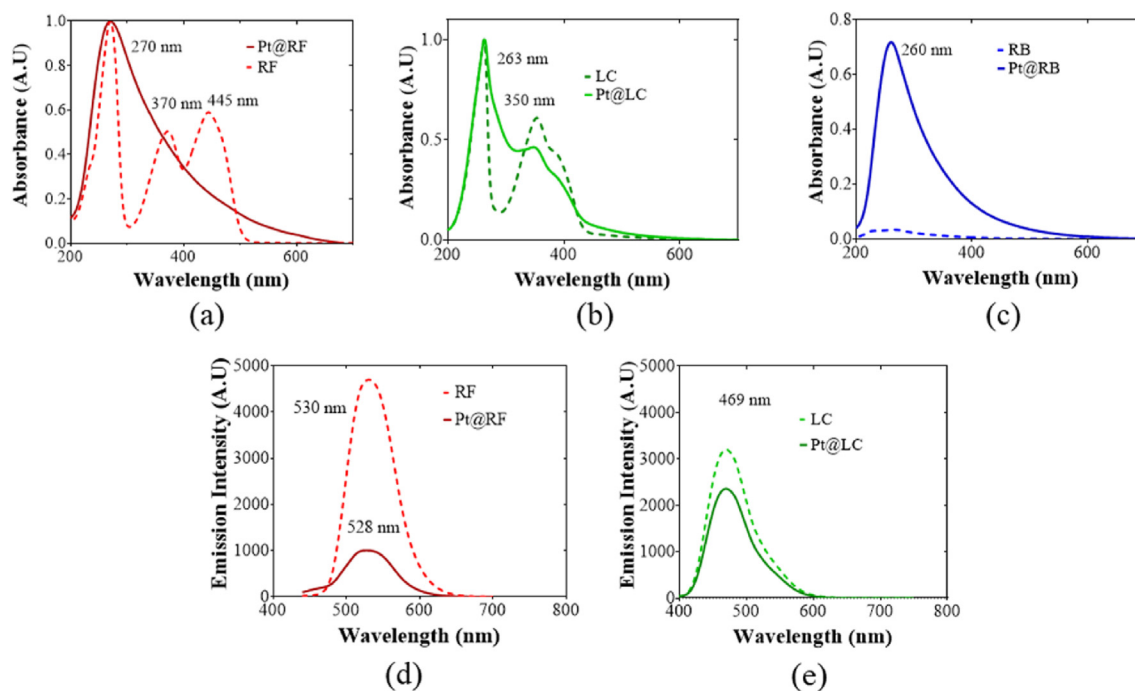 1.0
0.8
0.6
0.4
0.2
0.0
200
400
600
270 nm
370 nm
445 nm
Pt@RF
RF
Absorbance (A.U)
Wavelength (nm)
(a)
1.0
0.5
0.0
200
400
600
263 nm
350 nm
LC
Pt@LC
Absorbance (A.U)
Wavelength (nm)
(b)
0.8
0.6
0.4
0.2
0.0
200
400
600
260 nm
RB
Pt@RB
Absorbance (A.U)
Wavelength (nm)
(c)
5000
4000
3000
2000
1000
0
400
500
600
700
800
530 nm
528 nm
RF
Pt@RF
Emission Intensity (A.U)
Wavelength (nm)
(d)
5000
4000
3000
2000
1000
0
400
500
600
700
800
469 nm
LC
Pt@LC
Emission Intensity (A.U)
Wavelength (nm)
(e)